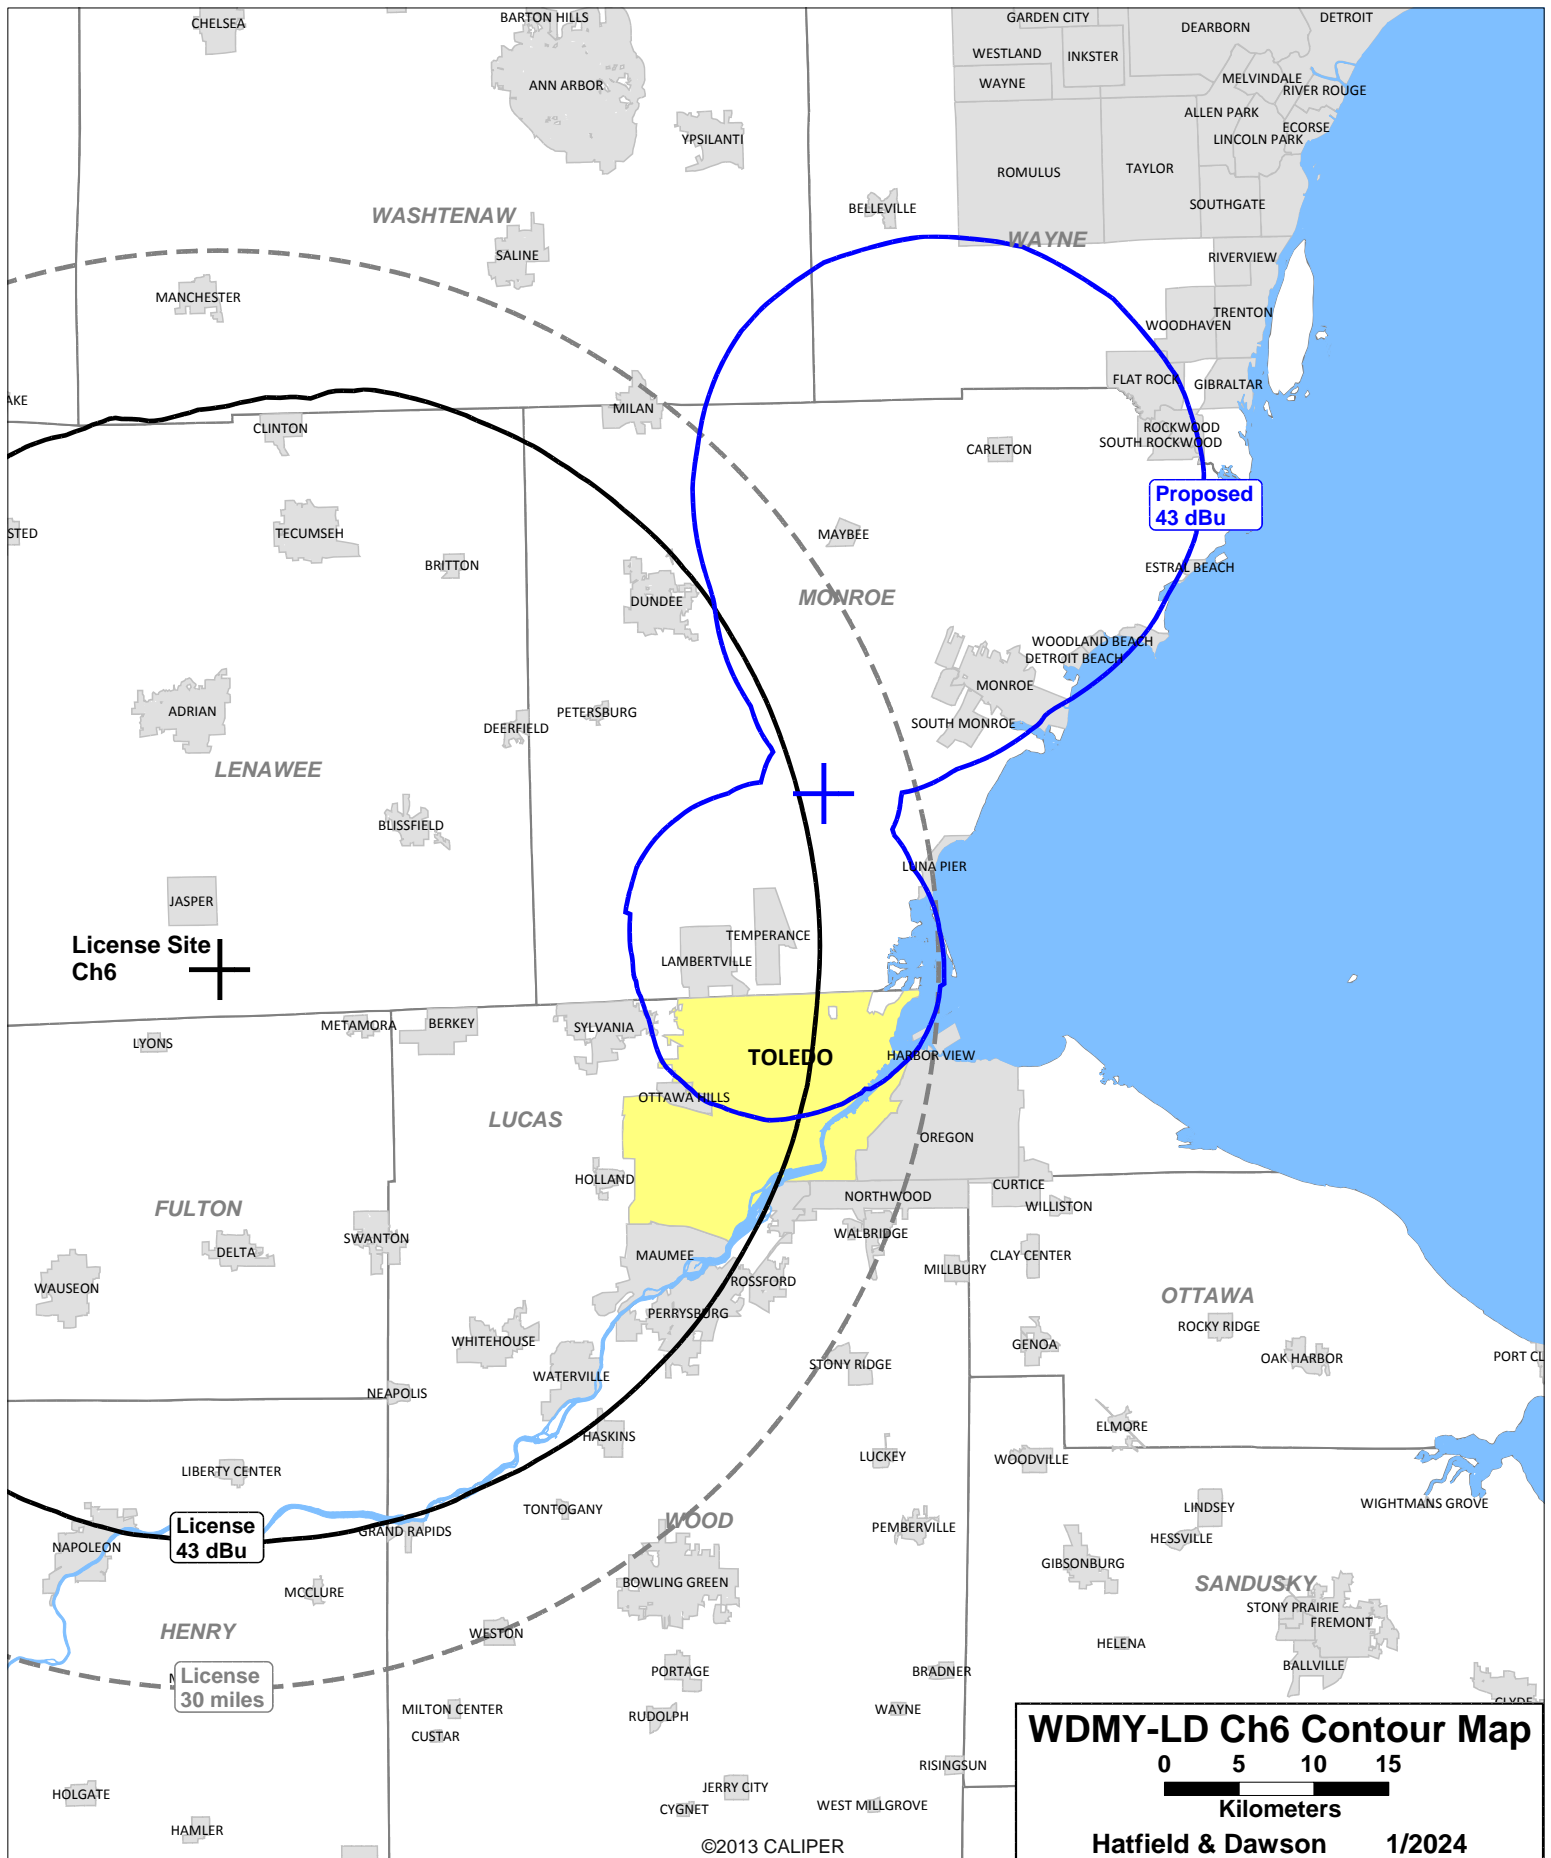 CHELSEA
BARTON HILLS
GARDEN CITY
DEARBORN
DETROIT
WESTLAND
INKSTER
ANN ARBOR
WAYNE
MELVINDALE
RIVER ROUGE
ALLEN PARK
ECORSE
YPSILANTI
LINCOLN PARK
ROMULUS
TAYLOR
WASHTENAW
BELLEVILLE
SOUTHGATE
WAYNE
SALINE
RIVERVIEW
MANCHESTER
TRENTON
WOODHAVEN
FLAT ROCK
GIBRALTAR
AKE
MILAN
CLINTON
ROCKWOOD
SOUTH ROCKWOOD
CARLETON
Proposed
43 dBu
STED
TECUMSEH
MAYBEE
BRITTON
ESTRAL BEACH
DUNDEE
MONROE
WOODLAND BEACH
DETROIT BEACH
MONROE
ADRIAN
PETERSBURG
SOUTH MONROE
DEERFIELD
LENAWEE
BLISSFIELD
LUNA PIER
JASPER
TEMPERANCE
License Site
Ch6
LAMBERTVILLE
METAMORA
BERKEY
SYLVANIA
LYONS
TOLEDO
HARBOR VIEW
OTTAWA HILLS
LUCAS
OREGON
HOLLAND
CURTICE
NORTHWOOD
FULTON
WILLISTON
SWANTON
WALBRIDGE
DELTA
MAUMEE
CLAY CENTER
MILLBURY
WAUSEON
ROSSFORD
OTTAWA
PERRYSBURG
ROCKY RIDGE
WHITEHOUSE
GENOA
OAK HARBOR
PORT CL
STONY RIDGE
WATERVILLE
NEAPOLIS
ELMORE
HASKINS
LUCKEY
WOODVILLE
LIBERTY CENTER
WIGHTMANS GROVE
LINDSEY
TONTOGANY
WOOD
PEMBERVILLE
License
43 dBu
GRAND RAPIDS
HESSVILLE
NAPOLEON
GIBSONBURG
BOWLING GREEN
SANDUSKY
MCCLURE
STONY PRAIRIE
FREMONT
HENRY
WESTON
HELENA
BALLVILLE
M
License
30 miles
PORTAGE
BRADNER
CLYDE
MILTON CENTER
WAYNE
RUDOLPH
CUSTAR
WDMY-LD Ch6 Contour Map
0 5 10 15
RISINGSUN
JERRY CITY
HOLGATE
CYGNET
WEST MILLGROVE
Kilometers
HAMLER
©2013 CALIPER
Hatfield & Dawson 1/2024